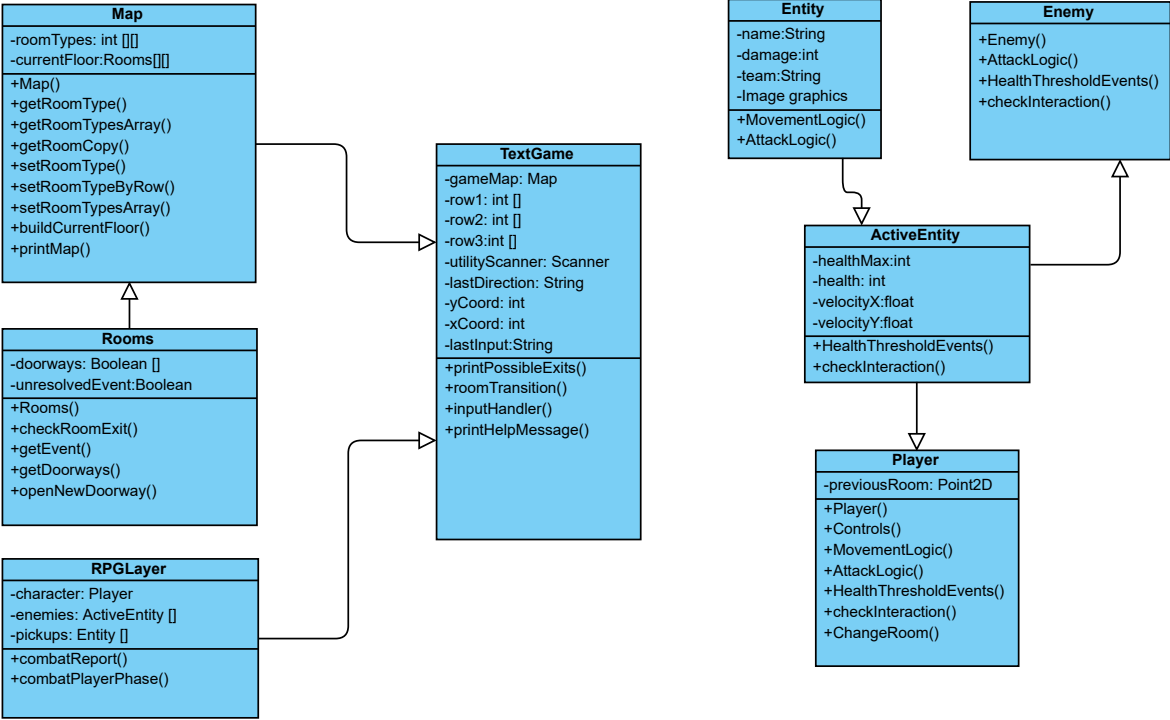 Map
-roomTypes: int [][]
-currentFloor:Rooms[][]
+Map()
+getRoomType()
+getRoomTypesArray()
+getRoomCopy()
+setRoomType()
+setRoomTypeByRow()
+setRoomTypesArray()
+buildCurrentFloor()
+printMap()
Rooms
-doorways: Boolean []
-unresolvedEvent:Boolean
+Rooms()
+checkRoomExit()
+getEvent()
+getDoorways()
+openNewDoorway()
RPGLayer
-character: Player
-enemies: ActiveEntity []
-pickups: Entity []
+combatReport()
+combatPlayerPhase()
TextGame
-gameMap: Map
-row1: int []
-row2: int []
-row3:int []
-utilityScanner: Scanner
-lastDirection: String
-yCoord: int
-xCoord: int
-lastInput:String
+printPossibleExits()
+roomTransition()
+inputHandler()
+printHelpMessage()
Entity
-name:String
-damage:int
-team:String
-Image graphics
+MovementLogic()
+AttackLogic()
Enemy
+Enemy()
+AttackLogic()
+HealthThresholdEvents()
+checkInteraction()
ActiveEntity
-healthMax:int
-health: int
-velocityX:float
-velocityY:float
+HealthThresholdEvents()
+checkInteraction()
Player
-previousRoom: Point2D
+Player()
+Controls()
+MovementLogic()
+AttackLogic()
+HealthThresholdEvents()
+checkInteraction()
+ChangeRoom()